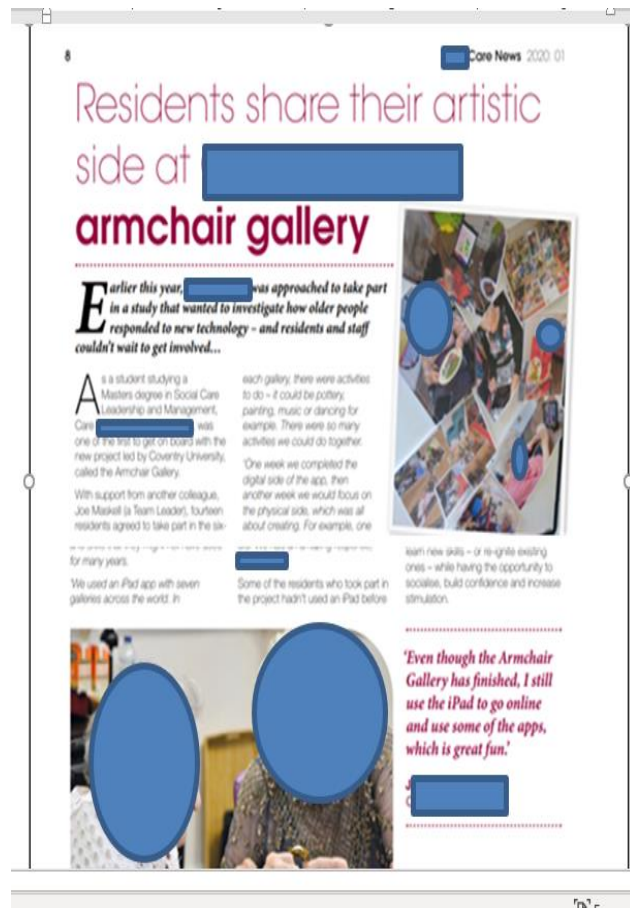 8
Care News 2020 01
Residents share their artistic
side at
armchair gallery
Earlier this year, was approached to take part
in a study that wanted to investigate how older people
responded to new technology – and residents and staff
couldn't wait to get involved...
As a student studying a
Masters degree in Social Care
Leadership and Management,
Care was
one of the first to get on board with the
new project led by Coventry University,
called the Armchair Gallery.
With support from another colleague,
Joe Maskell (a Team Leader), fourteen
residents agreed to take part in the six-
for many years.
'We used an iPad app with seven
galleries across the world. In
each gallery, there were activities
to do – it could be pottery,
painting, music or dancing for
example. There were so many
activities we could do together.
'One week we completed the
digital side of the app, then
another week we would focus on
the physical side, which was all
about creating. For example, one
Some of the residents who took part in
the project hadn't used an iPad before
learn new skills – or re-ignite existing
ones – while having the opportunity to
socialise, build confidence and increase
stimulation.
'Even though the Armchair
Gallery has finished, I still
use the iPad to go online
and use some of the apps,
which is great fun.'